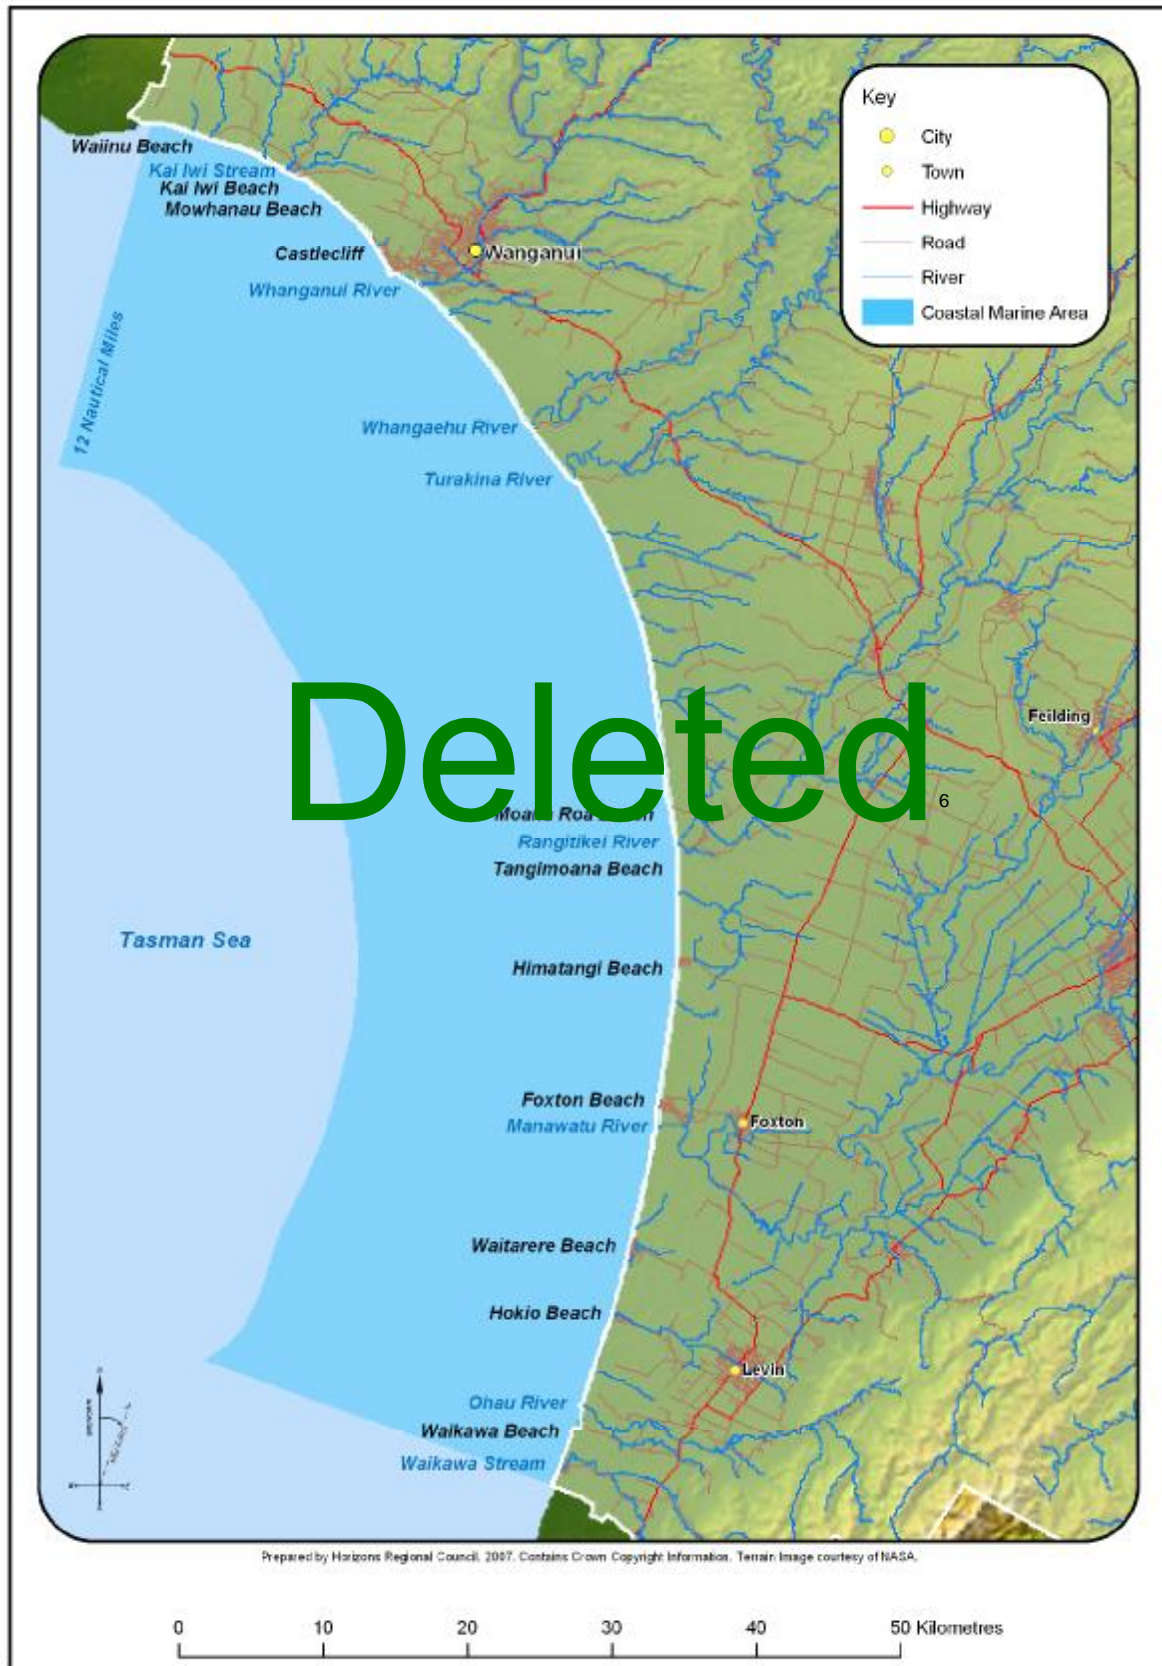 Key
City
Town
Highway
Road
River
Coastal Marine Area
Waiinu Beach
Kai Iwi Stream
Kai Iwi Beach
Mowhanau Beach
Castlecliff
Wanganui
Whanganui River
12 Nautical Miles
Whangaehu River
Turakina River
Feilding
Deleted
6
Rangitikei River
Tangimoana Beach
Tasman Sea
Himatangi Beach
Foxton Beach
Manawatu River
Foxton
Waitarere Beach
Hokio Beach
Levin
Ohau River
Waikawa Beach
Waikawa Stream
Prepared by Horizons Regional Council, 2007. Contains Crown Copyright Information. Terrain Image courtesy of NASA.
0 10 20 30 40 50 Kilometres